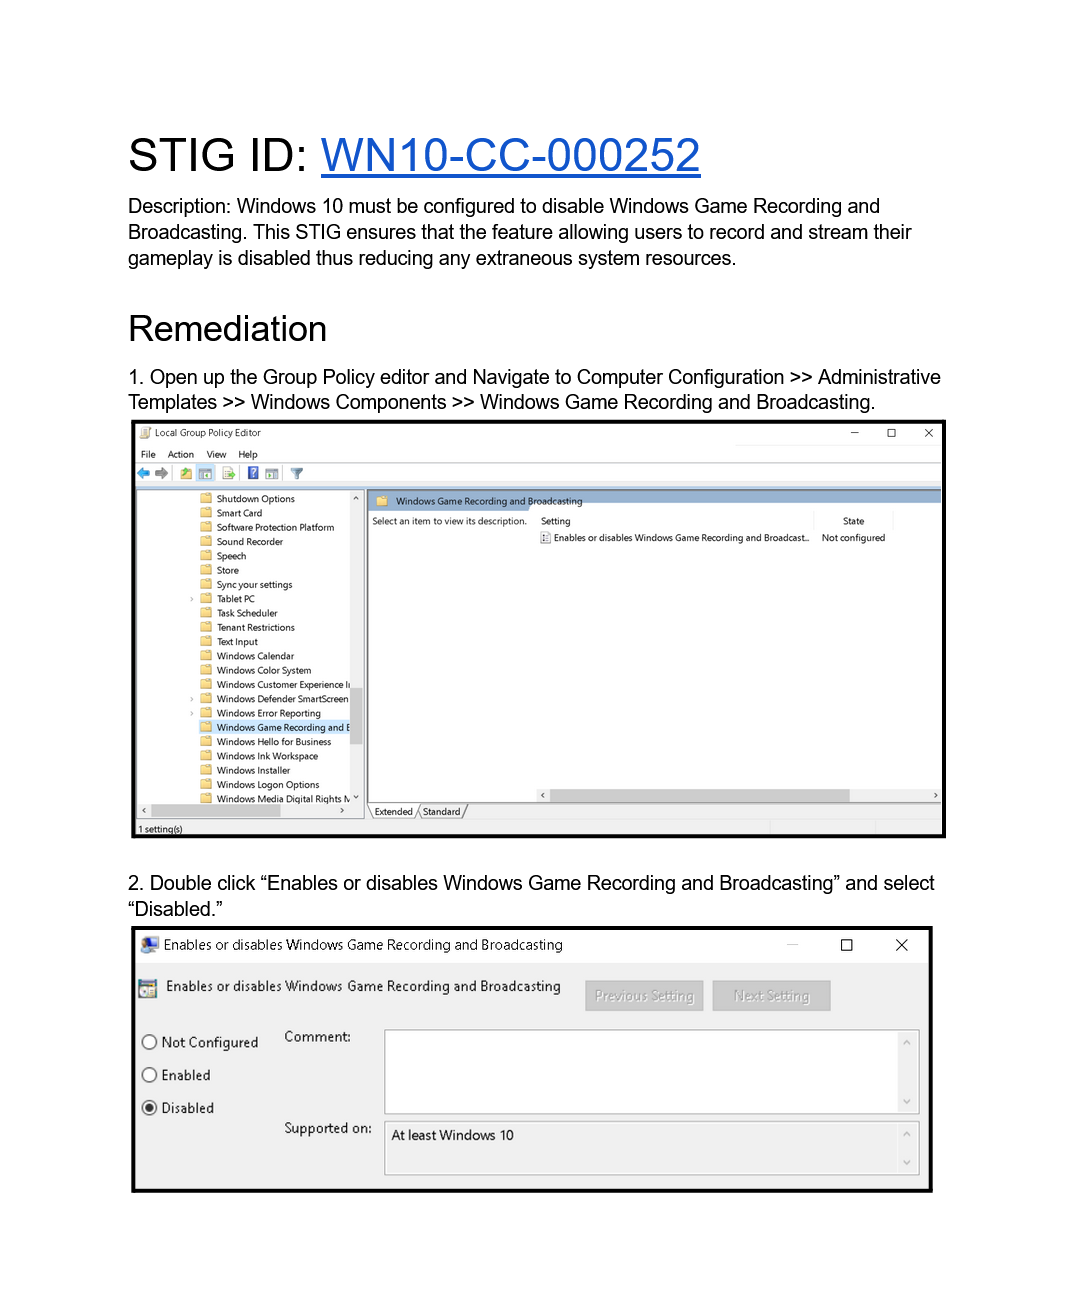 STIG ID: WN10-CC-000252
Description: Windows 10 must be configured to disable Windows Game Recording and
Broadcasting. This STIG ensures that the feature allowing users to record and stream their
gameplay is disabled thus reducing any extraneous system resources.
Remediation
1. Open up the Group Policy editor and Navigate to Computer Configuration >> Administrative
Templates >> Windows Components >> Windows Game Recording and Broadcasting.
Local Group Policy Editor
File Action View Help
Shutdown Options
Smart Card
Software Protection Platform
Sound Recorder
Speech
Store
Sync your settings
Tablet PC
Task Scheduler
Tenant Restrictions
Text Input
Windows Calendar
Windows Color System
Windows Customer Experience I
Windows Defender SmartScreen
Windows Error Reporting
Windows Game Recording and B
Windows Hello for Business
Windows Ink Workspace
Windows Installer
Windows Logon Options
Windows Media Digital Rights M
Windows Game Recording and Broadcasting
Select an item to view its description.
Setting State
Enables or disables Windows Game Recording and Broadcast... Not configured
Extended Standard
1 setting(s)
2. Double click “Enables or disables Windows Game Recording and Broadcasting” and select
“Disabled.”
Enables or disables Windows Game Recording and Broadcasting
Enables or disables Windows Game Recording and Broadcasting
Previous Setting Next Setting
Not Configured
Enabled
Disabled
Comment:
Supported on: At least Windows 10